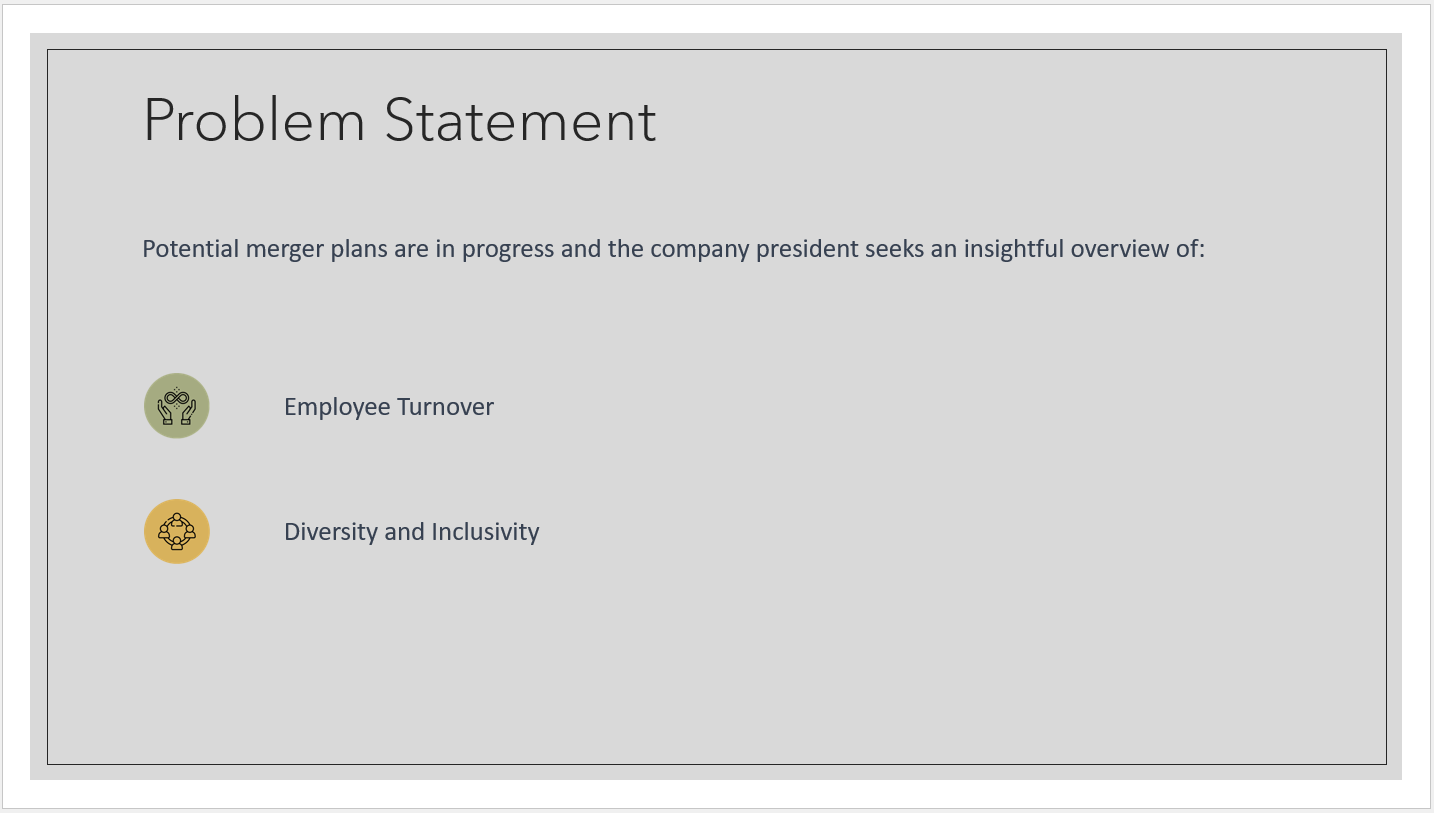 Problem Statement
Potential merger plans are in progress and the company president seeks an insightful overview of:
Employee Turnover
Diversity and Inclusivity